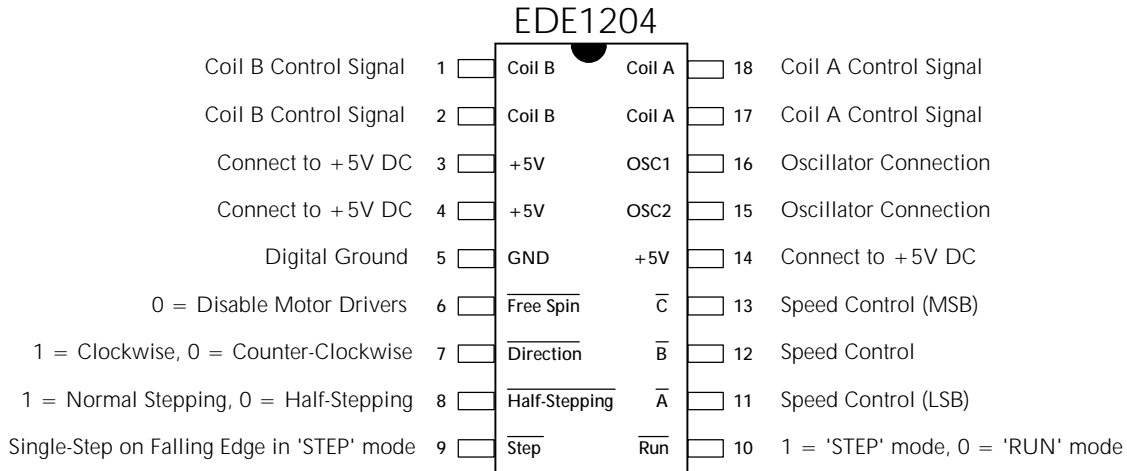 EDE1204
Coil B Control Signal 1 Coil B Coil A 18 Coil A Control Signal
Coil B Control Signal 2 Coil B Coil A 17 Coil A Control Signal
Connect to +5V DC 3 +5V OSC1 16 Oscillator Connection
Connect to +5V DC 4 +5V OSC2 15 Oscillator Connection
Digital Ground 5 GND +5V 14 Connect to +5V DC
0 = Disable Motor Drivers 6 Free Spin C 13 Speed Control (MSB)
1 = Clockwise, 0 = Counter-Clockwise 7 Direction B 12 Speed Control
1 = Normal Stepping, 0 = Half-Stepping 8 Half-Stepping A 11 Speed Control (LSB)
Single-Step on Falling Edge in 'STEP' mode 9 Step Run 10 1 = 'STEP' mode, 0 = 'RUN' mode